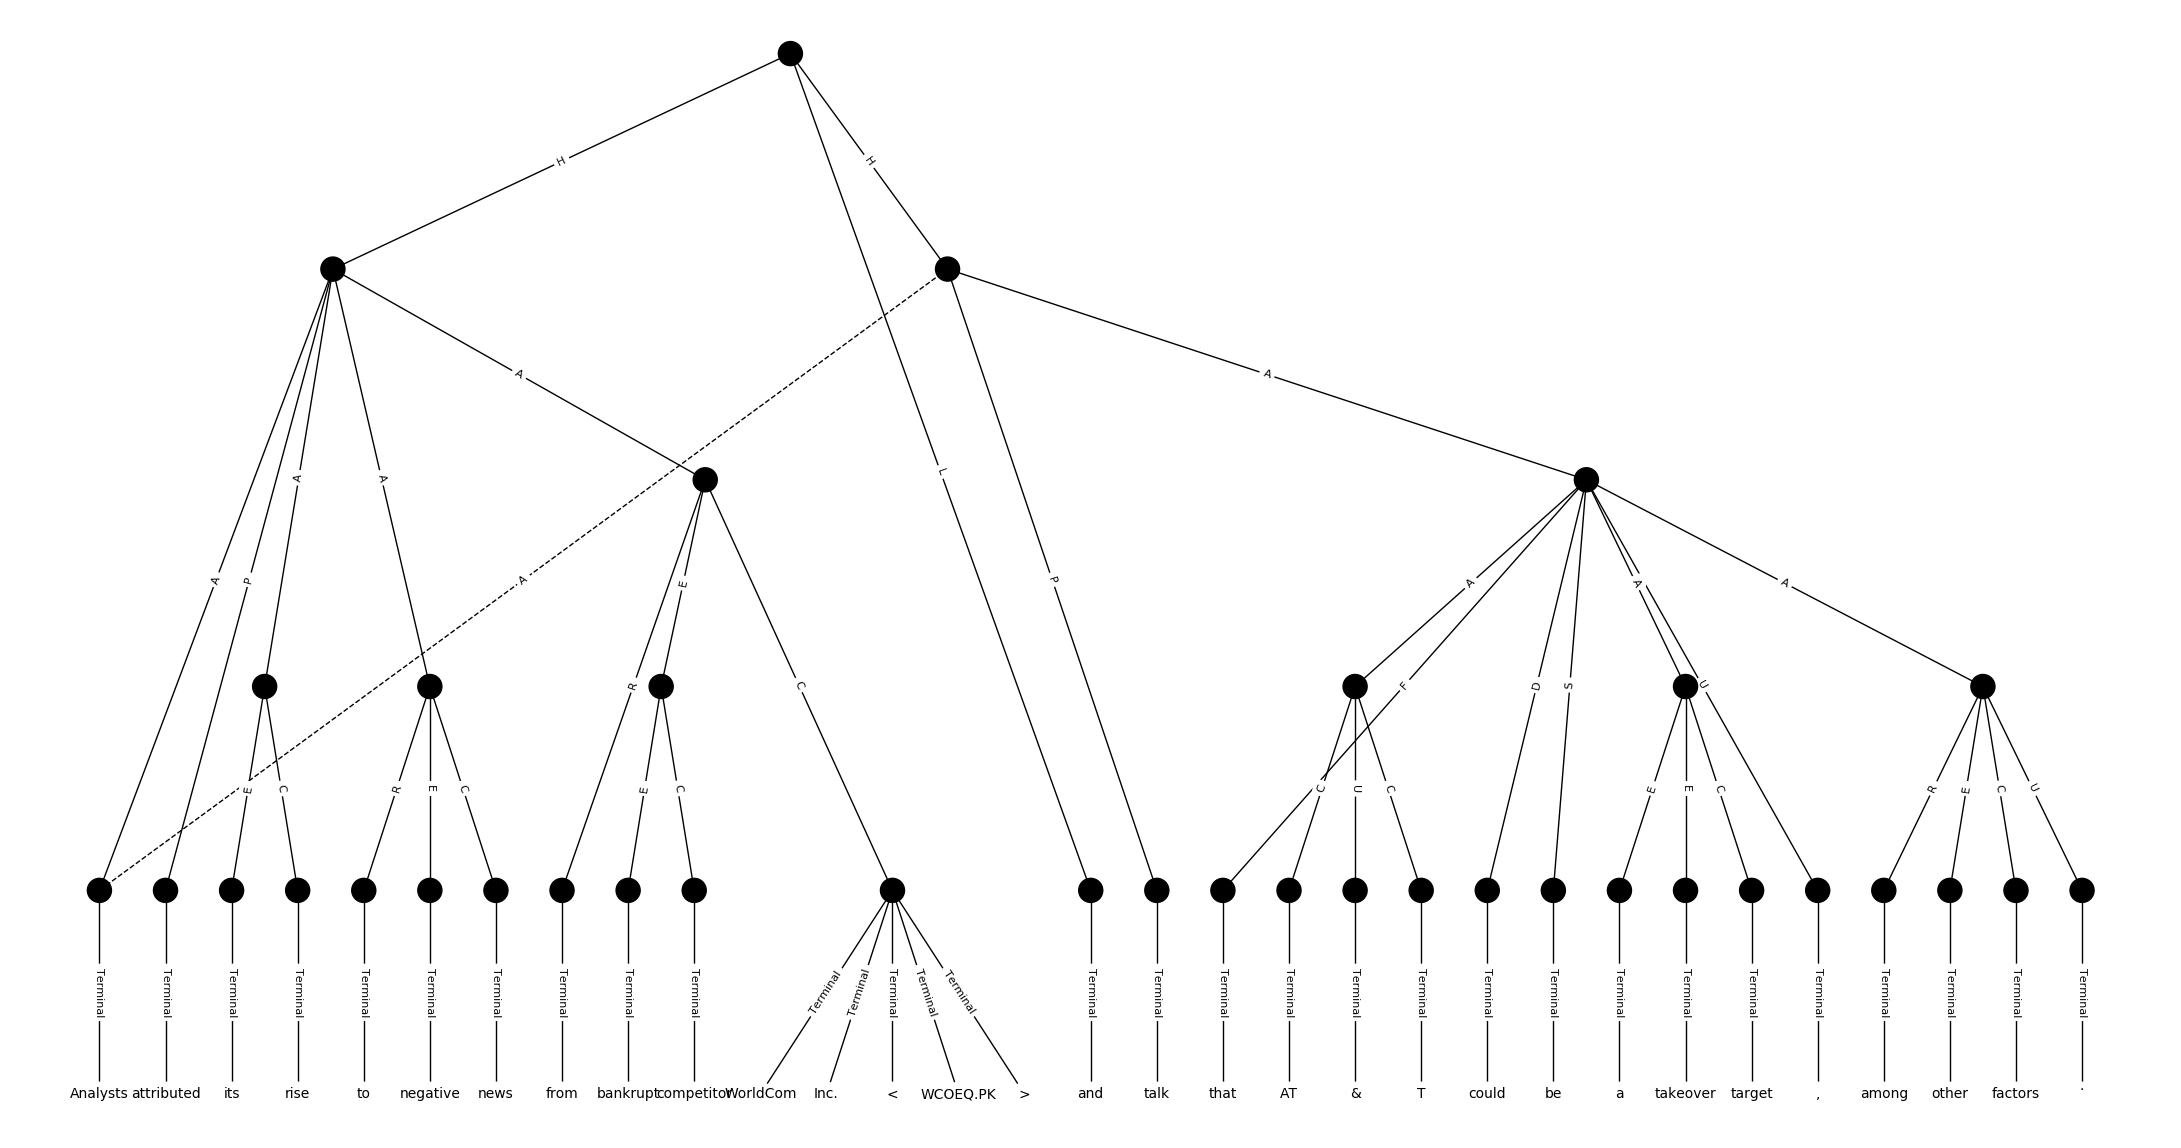 H H
A A
A A L
A P A E A P A A A
R E C R C F D S U
E C R E C E C C U C E E C R E C U
Terminal Terminal Terminal Terminal Terminal Terminal Terminal Terminal Terminal Terminal Terminal Terminal Terminal Terminal Terminal Terminal Terminal Terminal Terminal Terminal Terminal Terminal Terminal Terminal Terminal Terminal Terminal Terminal Terminal Terminal Terminal
Analysts attributed its rise to negative news from bankrupt competitor WorldCom Inc. < WCOEQ.PK > and talk that AT & T could be a takeover target , among other factors .